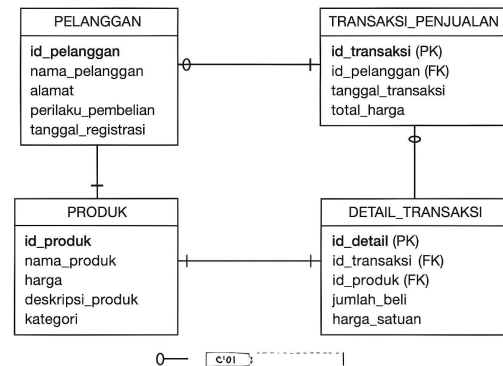 PELANGGAN
id_pelanggan
nama_pelanggan
alamat
perilaku_pembelian
tanggal_registrasi
TRANSAKSI_PENJUALAN
id_transaksi (PK)
id_pelanggan (FK)
tanggal_transaksi
total_harga
PRODUK
id_produk
nama_produk
harga
deskripsi_produk
kategori
DETAIL_TRANSAKSI
id_detail (PK)
id_transaksi (FK)
id_produk (FK)
jumlah_beli
harga_satuan